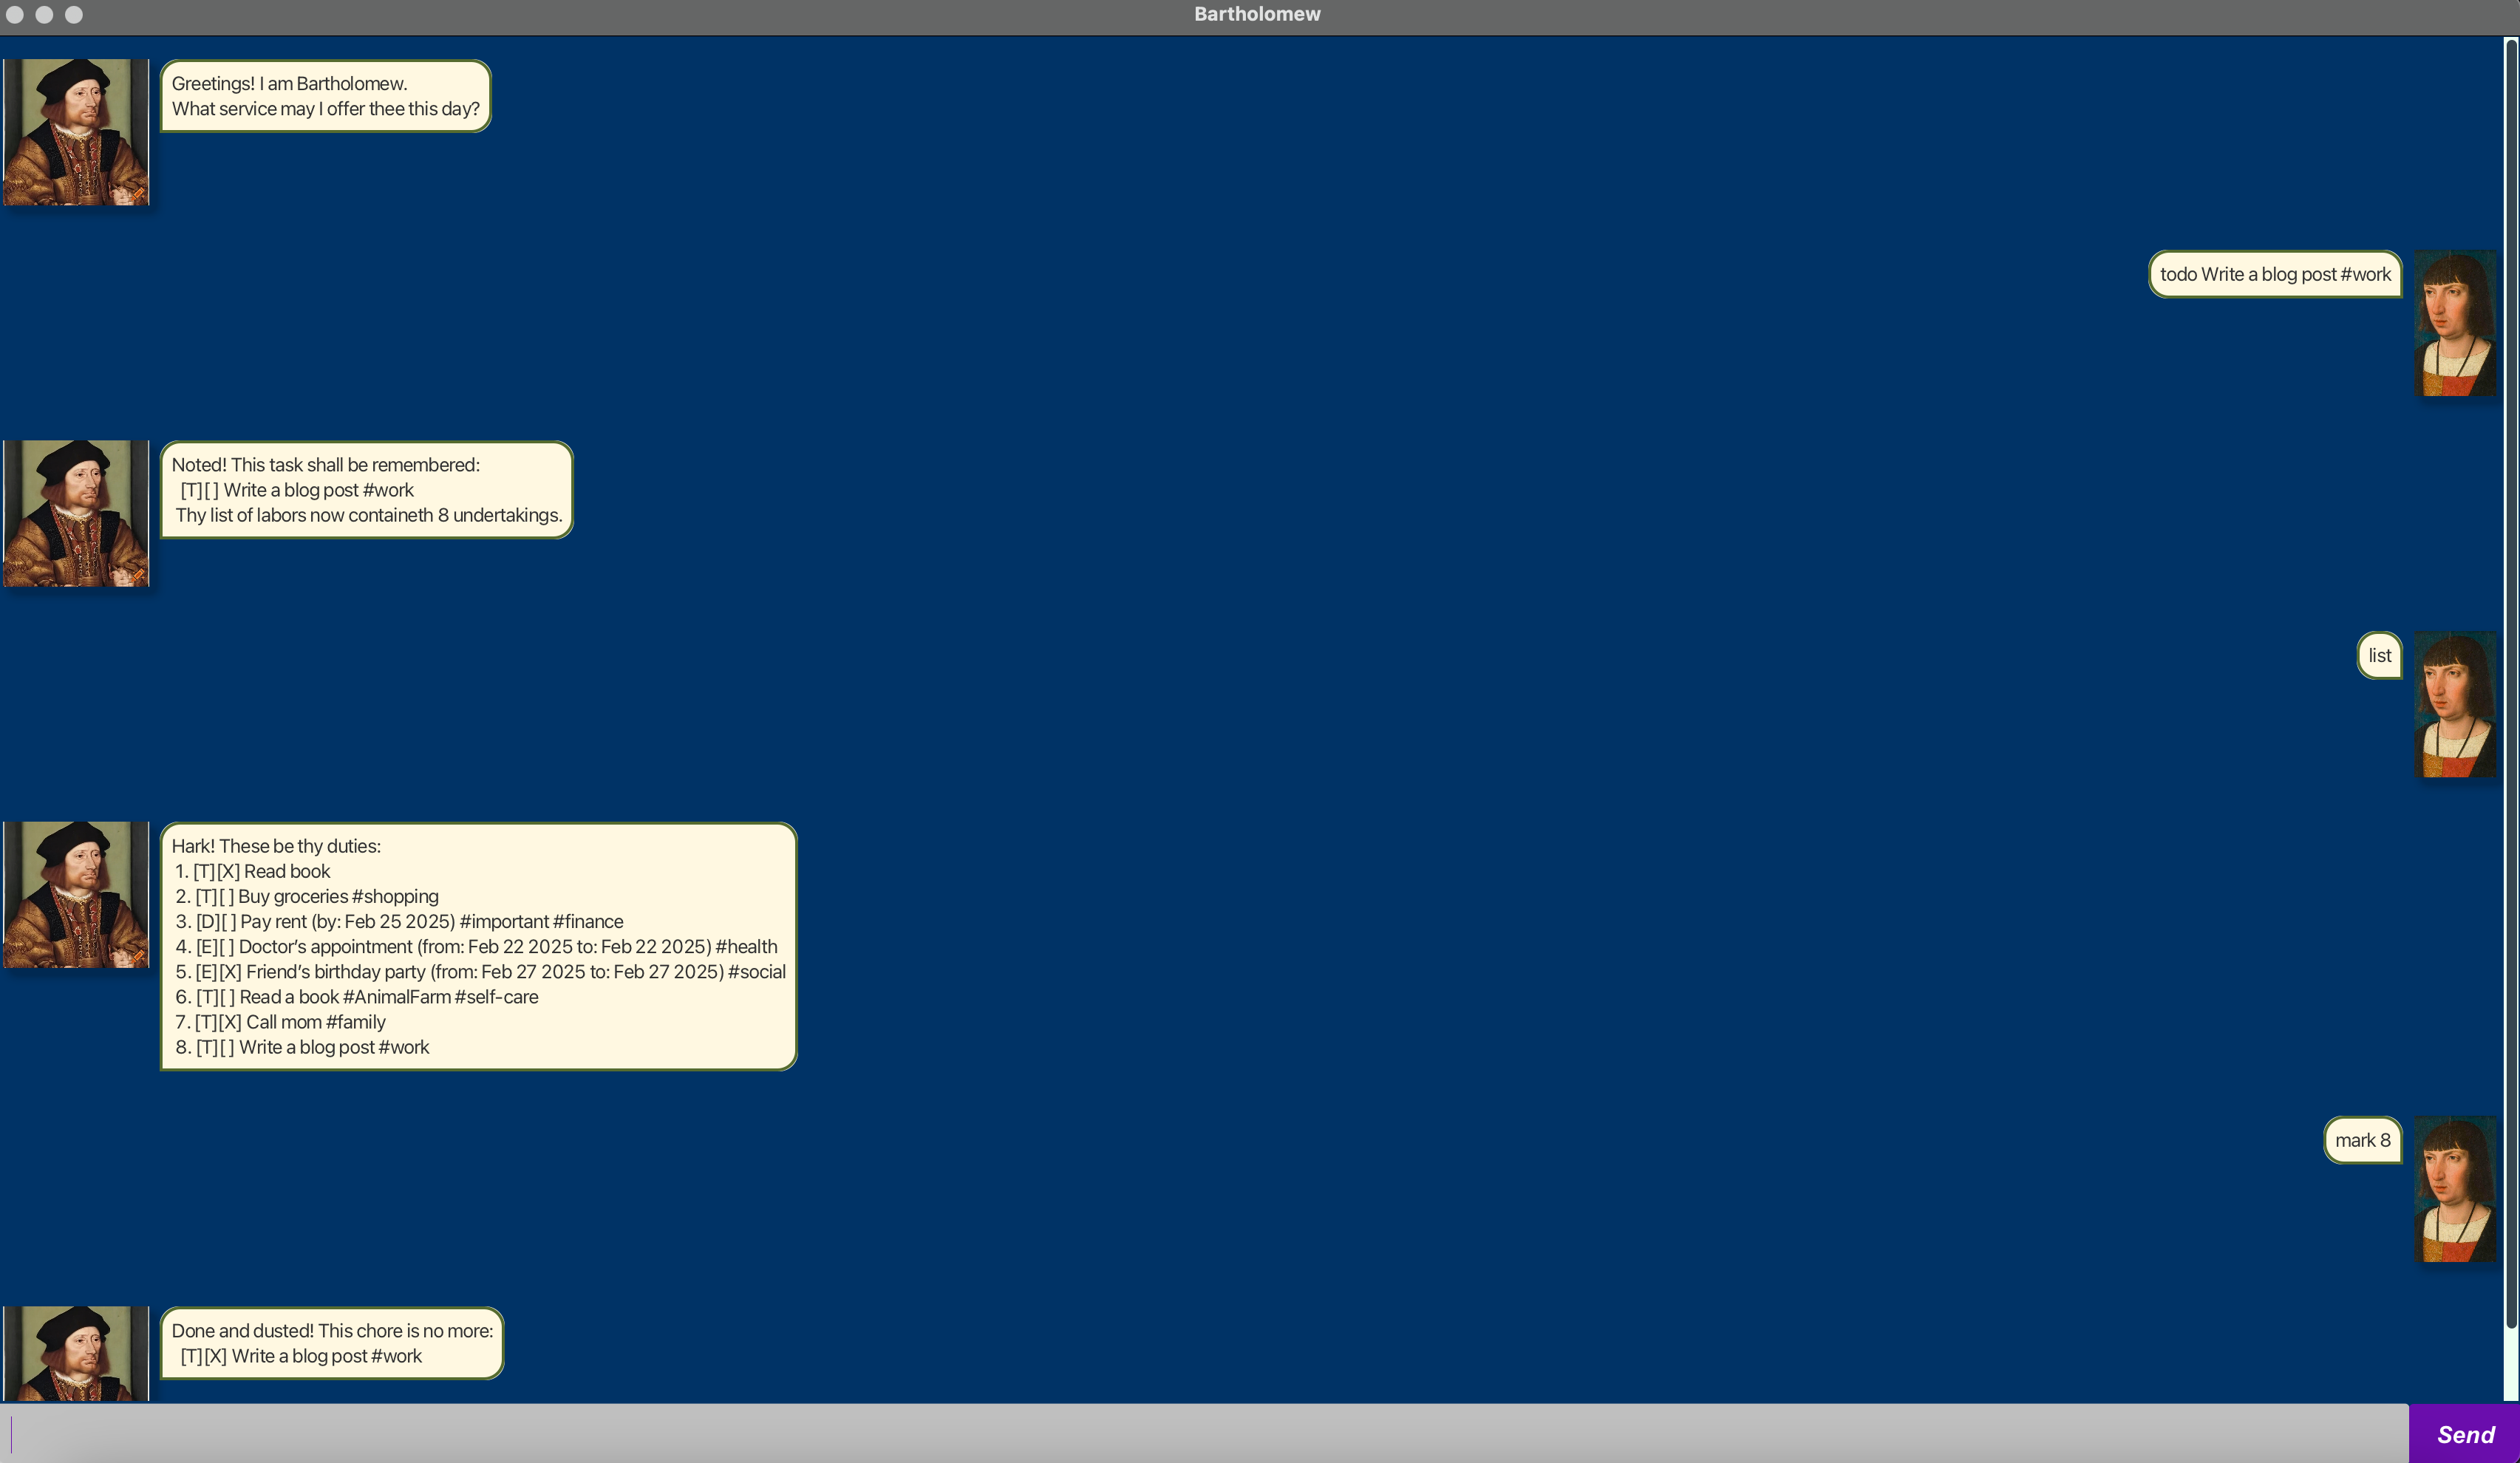 Bartholomew
Greetings! I am Bartholomew.
What service may I offer thee this day?
todo Write a blog post #work
Noted! This task shall be remembered:
[T][ ] Write a blog post #work
Thy list of labors now containeth 8 undertakings.
list
Hark! These be thy duties:
1. [T][X] Read book
2. [T][ ] Buy groceries #shopping
3. [D][ ] Pay rent (by: Feb 25 2025) #important #finance
4. [E][ ] Doctor's appointment (from: Feb 22 2025 to: Feb 22 2025) #health
5. [E][X] Friend's birthday party (from: Feb 27 2025 to: Feb 27 2025) #social
6. [T][ ] Read a book #AnimalFarm #self-care
7. [T][X] Call mom #family
8. [T][ ] Write a blog post #work
mark 8
Done and dusted! This chore is no more:
[T][X] Write a blog post #work
Send